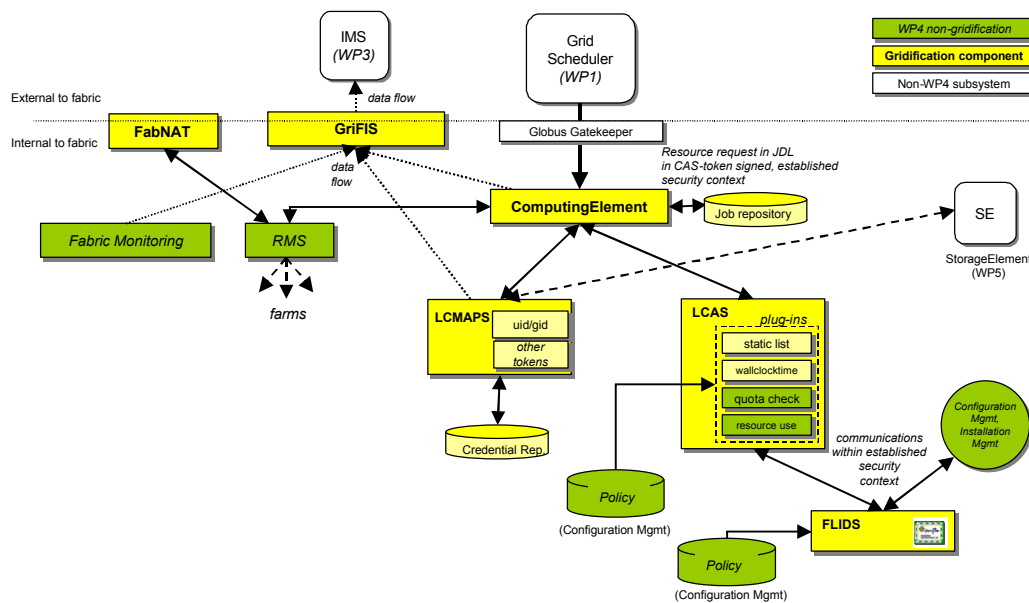 IMS
(WP3)
Grid
Scheduler
(WP1)
WP4 non-gridification
Gridification component
Non-WP4 subsystem
External to fabric
data flow
Internal to fabric
FabNAT
GriFIS
Globus Gatekeeper
data
flow
Resource request in JDL
in CAS-token signed, established
security context
ComputingElement
Job repository
SE
StorageElement
(WP5)
Fabric Monitoring
RMS
farms
LCMAPS
uid/gid
other
tokens
LCAS
plug-ins
static list
wallclocktime
quota check
resource use
Credential Rep.
Configuration
Mgmt,
Installation
Mgmt
communications
within established
security
context
Policy
(Configuration Mgmt)
FLIDS
Policy
(Configuration Mgmt)